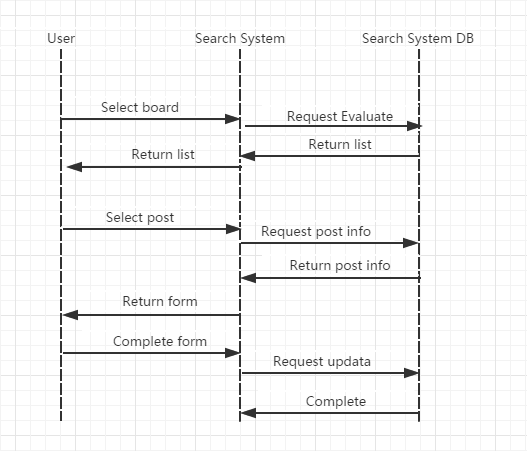 User
Search System
Search System DB
Select board
Request Evaluate
Return list
Return list
Select post
Request post info
Return post info
Return form
Complete form
Request updata
Complete